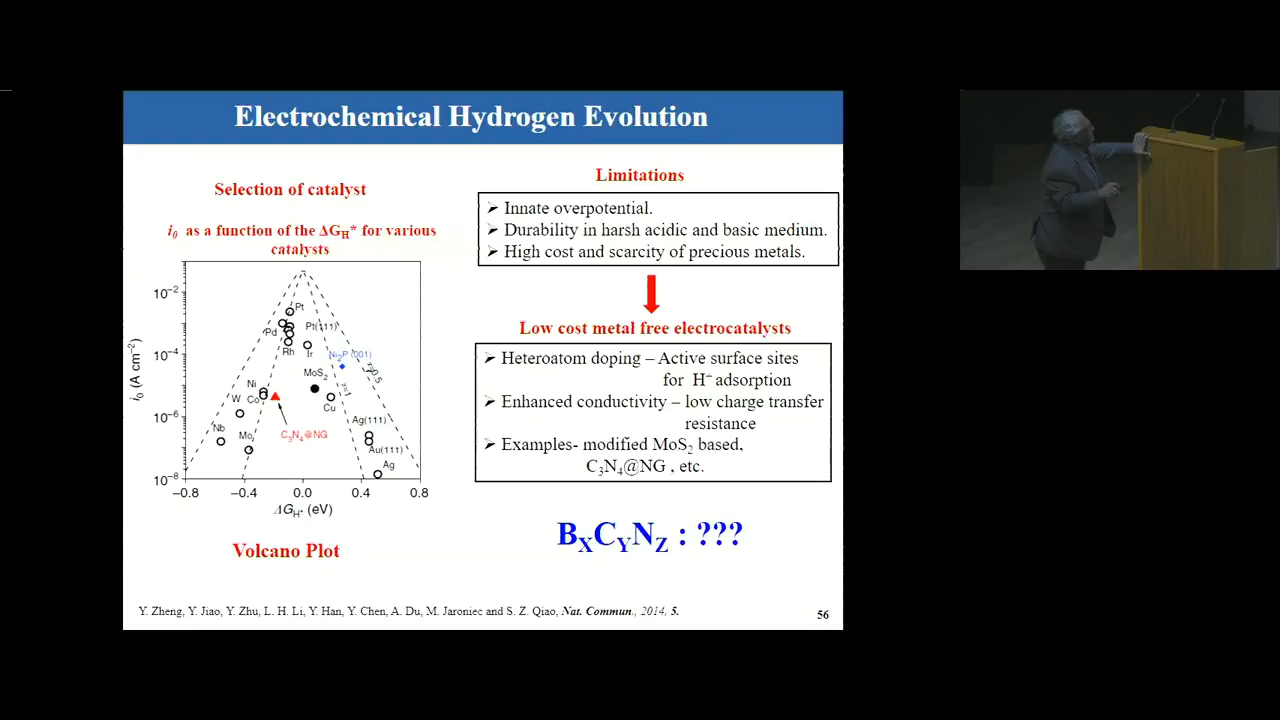 Electrochemical Hydrogen Evolution
Selection of catalyst
i₀ as a function of the ΔG_H* for various
catalysts
i₀ (A cm⁻²)
10⁻²
10⁻⁴
10⁻⁶
10⁻⁸
Pt
Pd
Pt(111)
Rh
Ir
Ni₂P (001)
γ=0.5
MoS₂
γ=1
Ni
W
Co
Cu
Nb
Mo
C₃N₄@NG
Ag(111)
Au(111)
Ag
−0.8
−0.4
0.0
0.4
0.8
ΔG_H* (eV)
Volcano Plot
Limitations
➤ Innate overpotential.
➤ Durability in harsh acidic and basic medium.
➤ High cost and scarcity of precious metals.
Low cost metal free electrocatalysts
➤ Heteroatom doping – Active surface sites
for H⁺ adsorption
➤ Enhanced conductivity – low charge transfer
resistance
➤ Examples- modified MoS₂ based,
C₃N₄@NG , etc.
B_XC_YN_Z : ???
Y. Zheng, Y. Jiao, Y. Zhu, L. H. Li, Y. Han, Y. Chen, A. Du, M. Jaroniec and S. Z. Qiao, Nat. Commun., 2014, 5.
56